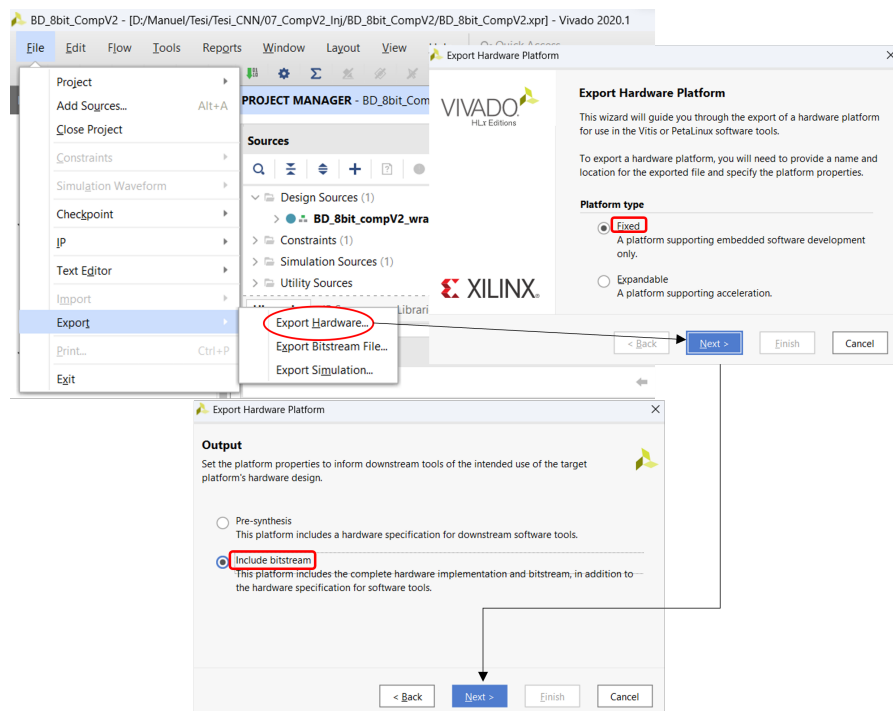 BD_8bit_CompV2 - [D:/Manuel/Tesi/Tesi_CNN/07_CompV2_Inj/BD_8bit_CompV2/BD_8bit_CompV2.xpr] - Vivado 2020.1
File Edit Flow Tools Reports Window Layout View Quick Access
Project
Add Sources... Alt+A
Close Project
Constraints
Simulation Waveform
Checkpoint
IP
Text Editor
Import
Export
Print... Ctrl+P
Exit
PROJECT MANAGER - BD_8bit_Com
Sources
Design Sources (1)
BD_8bit_compV2_wra
Constraints (1)
Simulation Sources (1)
Utility Sources
Librari
Export Hardware...
Export Bitstream File...
Export Simulation...
Export Hardware Platform
VIVADO
HLx Editions
XILINX
Export Hardware Platform
This wizard will guide you through the export of a hardware platform
for use in the Vitis or PetaLinux software tools.
To export a hardware platform, you will need to provide a name and
location for the exported file and specify the platform properties.
Platform type
Fixed
A platform supporting embedded software development
only.
Expandable
A platform supporting acceleration.
< Back Next > Finish Cancel
Export Hardware Platform
Output
Set the platform properties to inform downstream tools of the intended use of the target
platform's hardware design.
Pre-synthesis
This platform includes a hardware specification for downstream software tools.
Include bitstream
This platform includes the complete hardware implementation and bitstream, in addition to
the hardware specification for software tools.
< Back Next > Finish Cancel